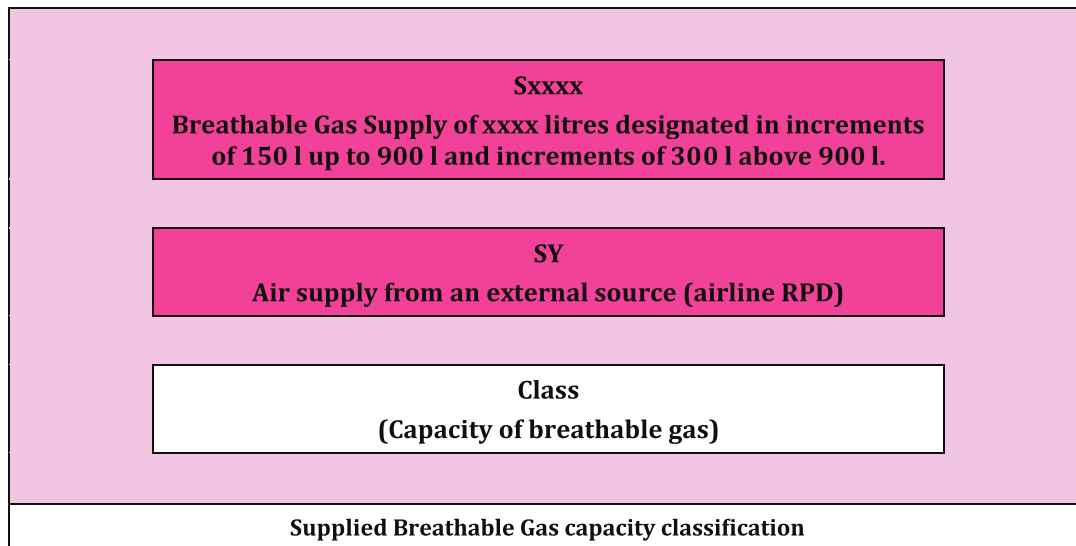 Sxxxx
Breathable Gas Supply of xxxx litres designated in increments
of 150 l up to 900 l and increments of 300 l above 900 l.
SY
Air supply from an external source (airline RPD)
Class
(Capacity of breathable gas)
Supplied Breathable Gas capacity classification